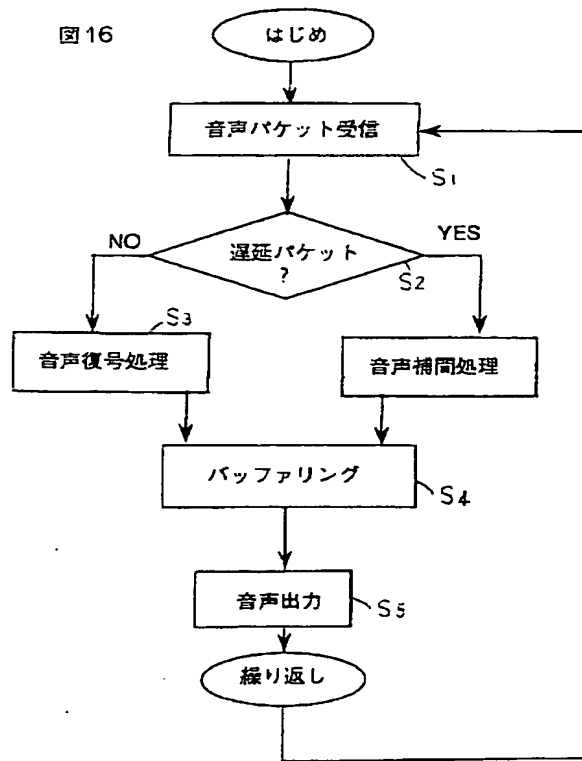 図16
はじめ
音声パケット受信
S1
遅延パケット
?
NO
YES
S2
S3
音声復号処理
音声補間処理
バッファリング
S4
音声出力
S5
繰り返し